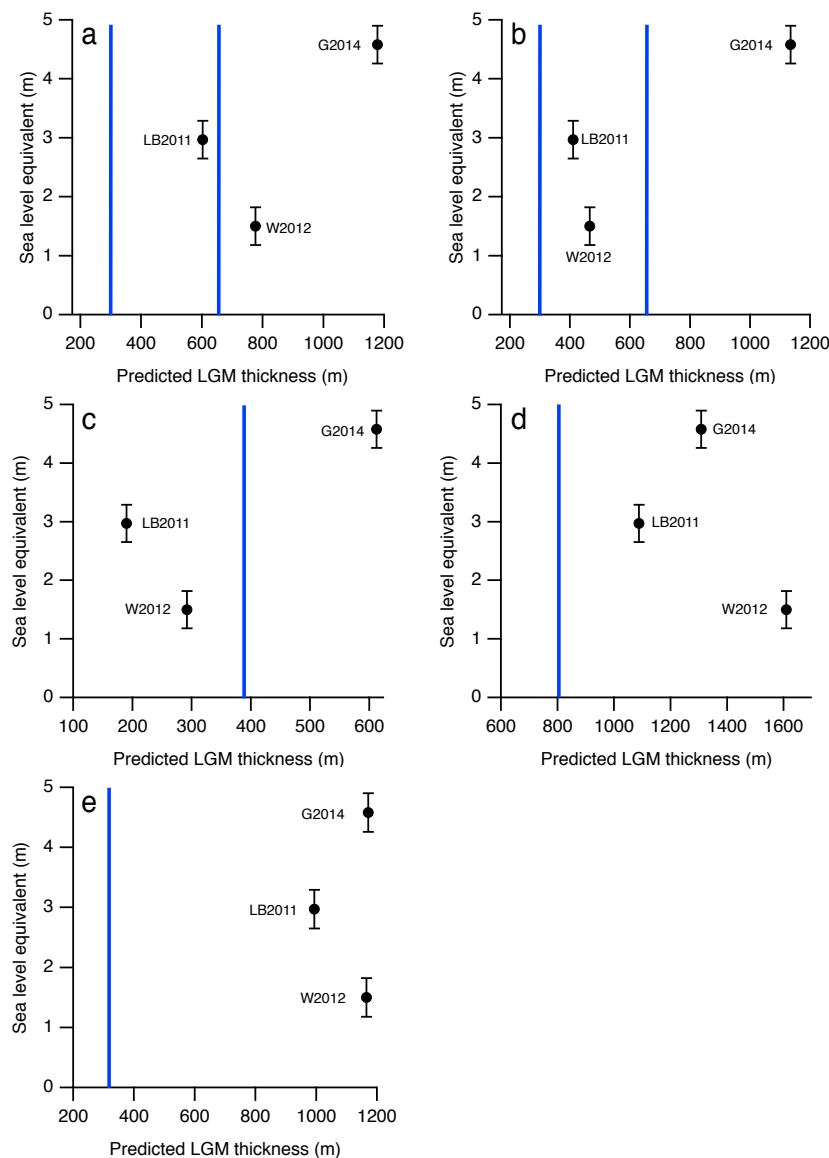 a
Sea level equivalent (m)
5
4
3
2
1
0
G2014
LB2011
W2012
200 400 600 800 1000 1200
Predicted LGM thickness (m)
b
Sea level equivalent (m)
5
4
3
2
1
0
G2014
LB2011
W2012
200 400 600 800 1000 1200
Predicted LGM thickness (m)
c
Sea level equivalent (m)
5
4
3
2
1
0
G2014
LB2011
W2012
100 200 300 400 500 600
Predicted LGM thickness (m)
d
Sea level equivalent (m)
5
4
3
2
1
0
G2014
LB2011
W2012
600 800 1000 1200 1400 1600
Predicted LGM thickness (m)
e
Sea level equivalent (m)
5
4
3
2
1
0
G2014
LB2011
W2012
200 400 600 800 1000 1200
Predicted LGM thickness (m)